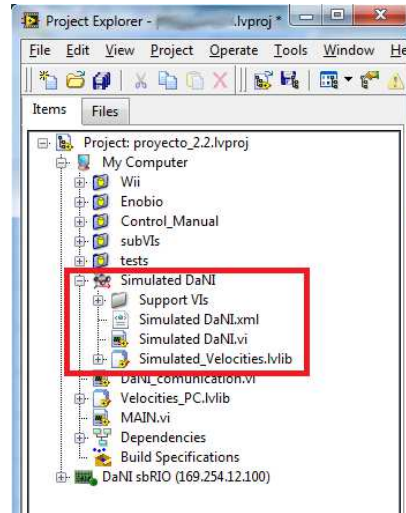 Project Explorer - .lvproj *
File Edit View Project Operate Tools Window He
Items Files
Project: proyecto_2.2.lvproj
My Computer
Wii
Enobio
Control_Manual
subVIs
tests
Simulated DaNI
Support VIs
Simulated DaNI.xml
Simulated DaNI.vi
Simulated_Velocities.lvlib
DaNI_comunication.vi
Velocities_PC.lvlib
MAIN.vi
Dependencies
Build Specifications
DaNI sbRIO (169.254.12.100)